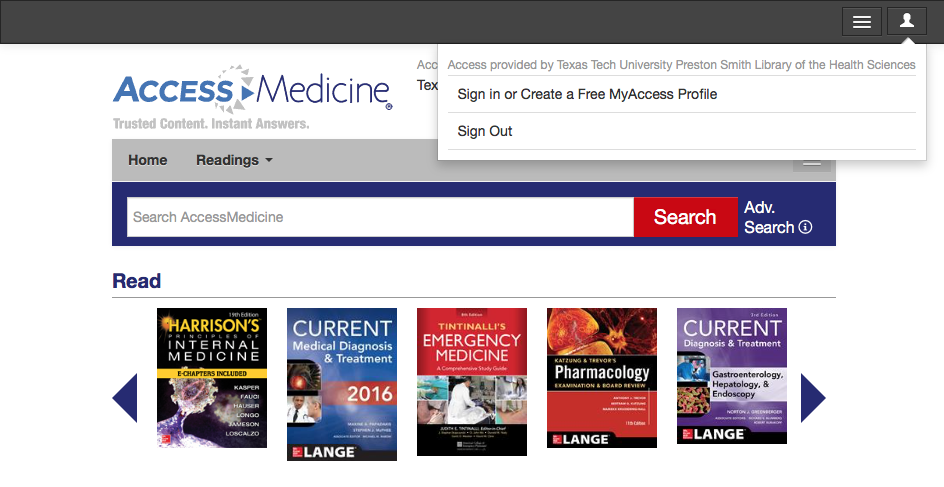 Access provided by Texas Tech University Preston Smith Library of the Health Sciences
Sign in or Create a Free MyAccess Profile
Sign Out
Acc
Tex
ACCESS Medicine®
Trusted Content. Instant Answers.
Home
Readings
Search AccessMedicine
Search
Adv.
Search
Read
19th Edition
HARRISON'S
PRINCIPLES OF
INTERNAL
MEDICINE
E-CHAPTERS INCLUDED
KASPER
FAUCI
HAUSER
LONGO
JAMESON
LOSCALZO
CURRENT
Medical Diagnosis
& Treatment
2016
LANGE
8th Edition
TINTINALLI'S
EMERGENCY
MEDICINE
A Comprehensive Study Guide
JUDITH E. TINTINALLI
KATZUNG & TREVOR'S
Pharmacology
EXAMINATION & BOARD REVIEW
11th Edition
LANGE
3rd Edition
CURRENT
Diagnosis & Treatment
Gastroenterology,
Hepatology, &
Endoscopy
NORTON J. GREENBERGER
LANGE